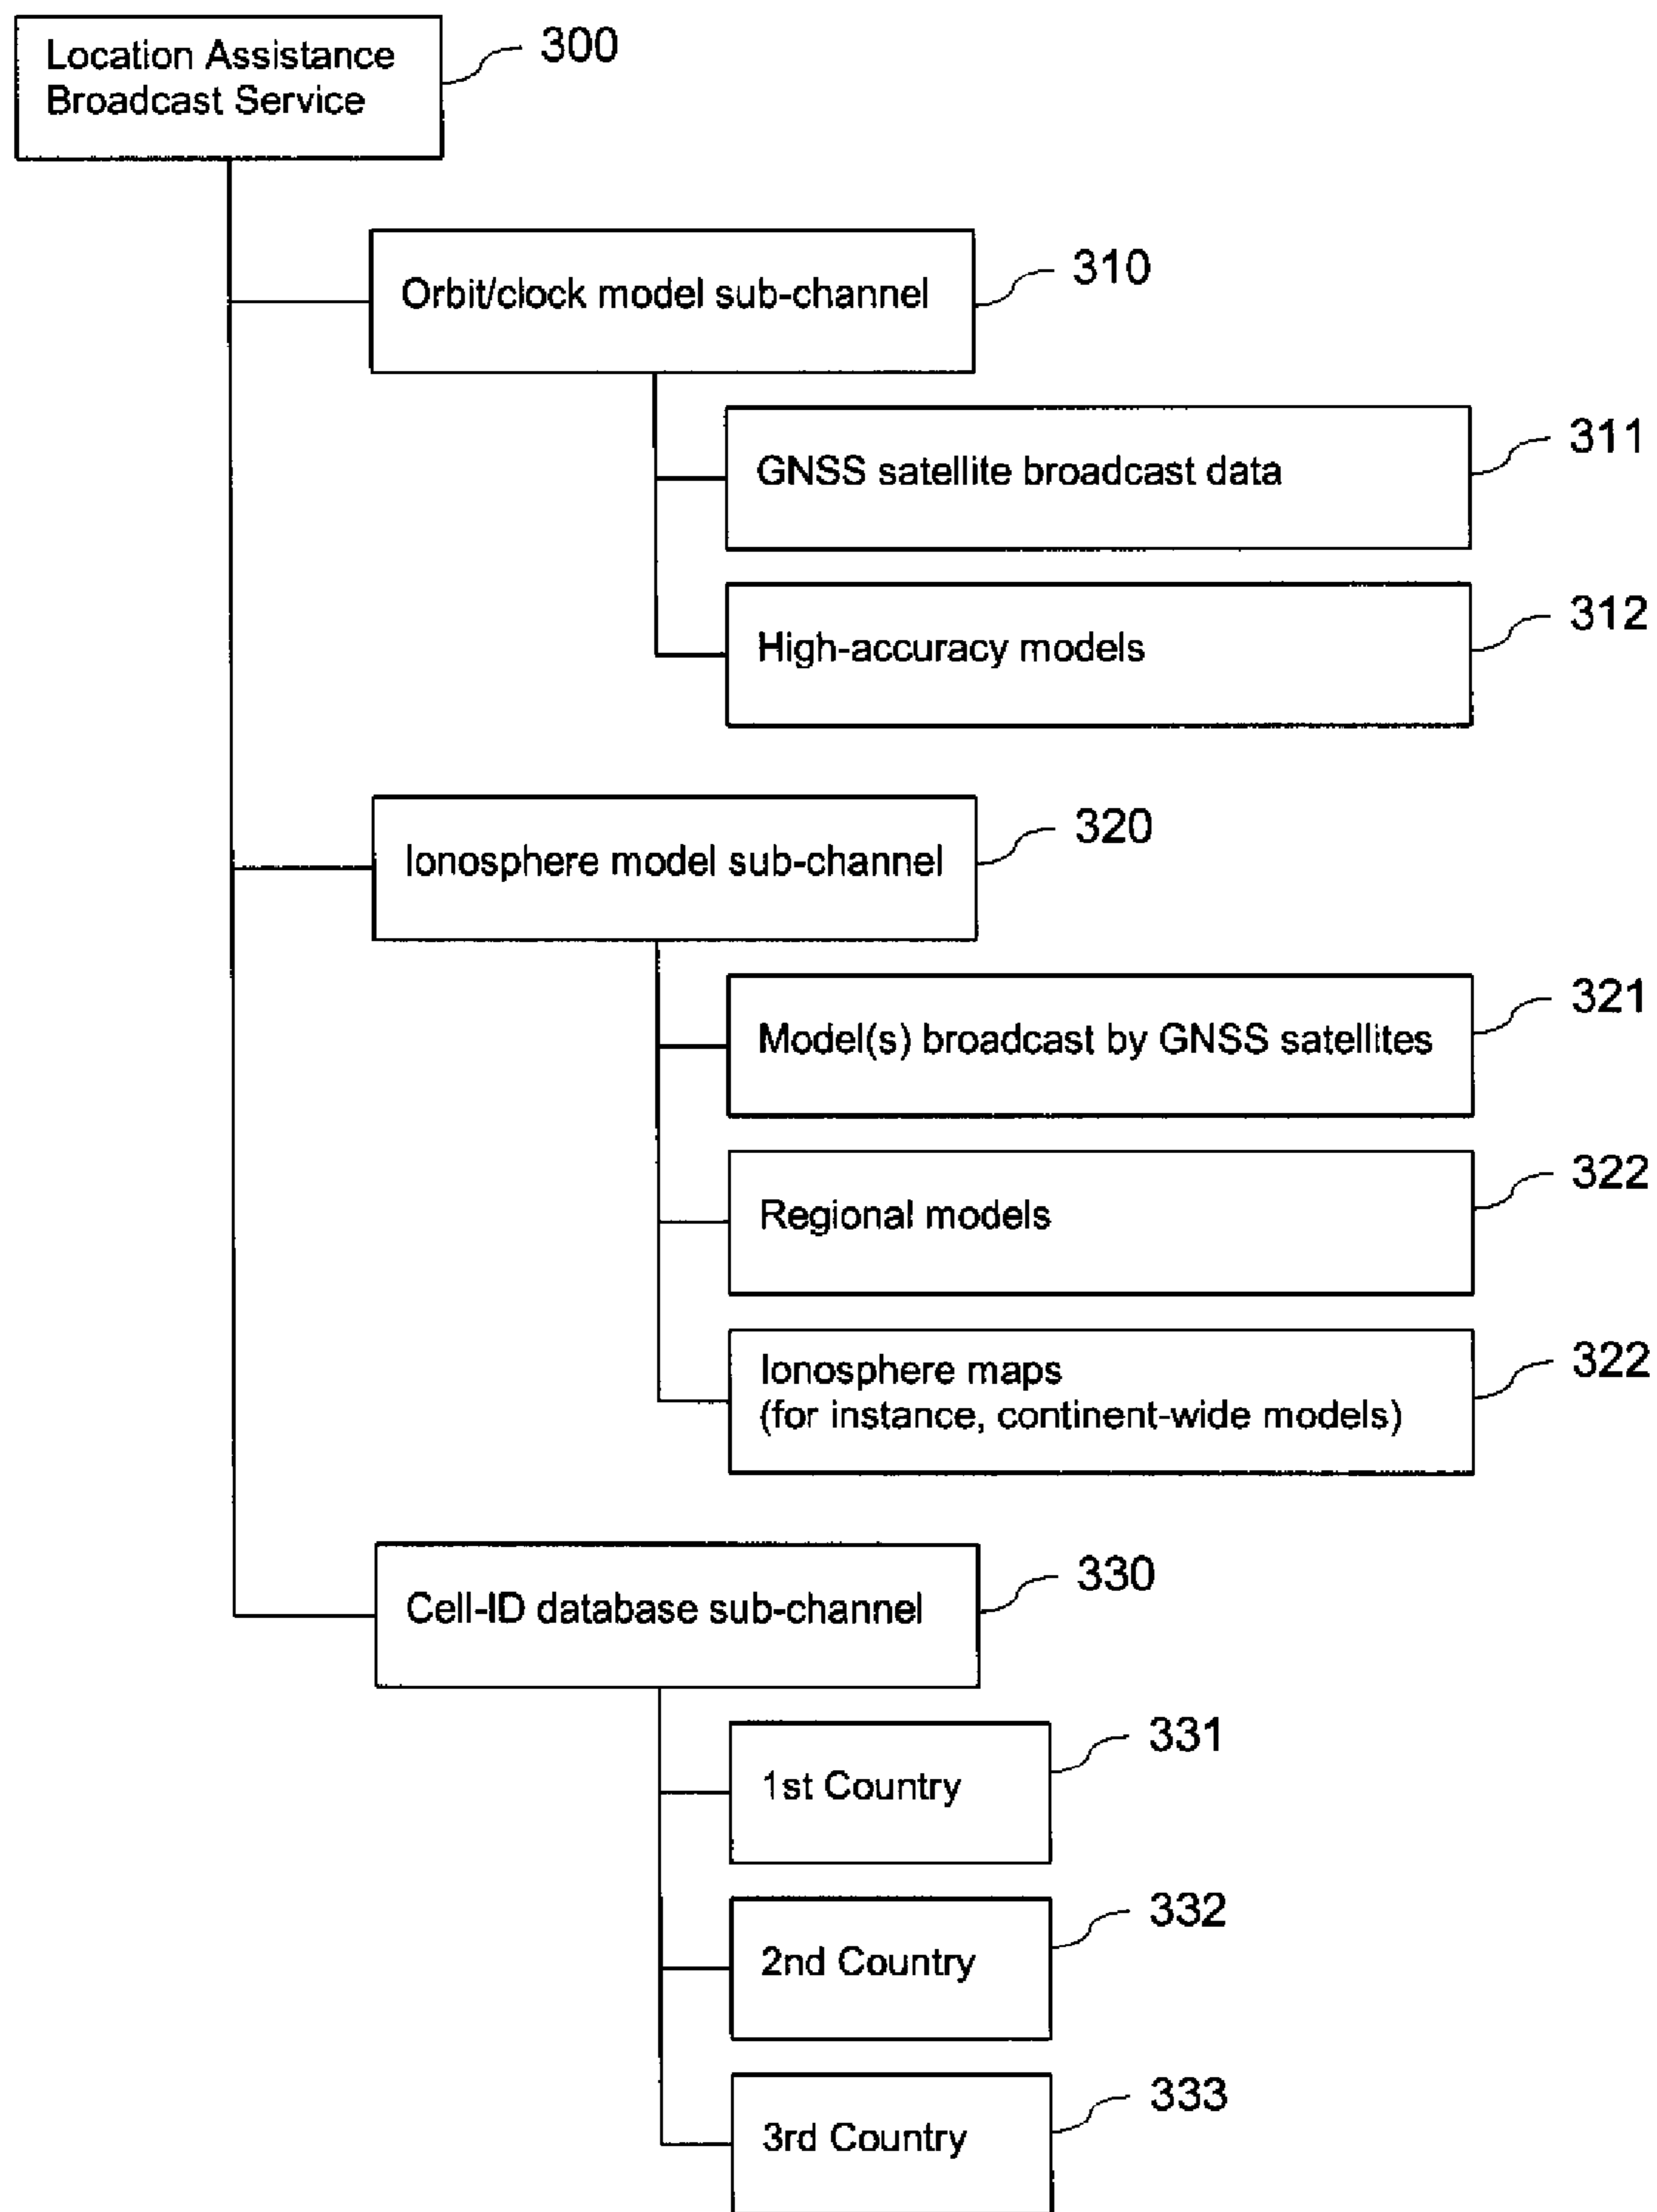 Location Assistance
Broadcast Service
300
Orbit/clock model sub-channel
310
GNSS satellite broadcast data
311
High-accuracy models
312
Ionosphere model sub-channel
320
Model(s) broadcast by GNSS satellites
321
Regional models
322
Ionosphere maps
(for instance, continent-wide models)
322
Cell-ID database sub-channel
330
1st Country
331
2nd Country
332
3rd Country
333